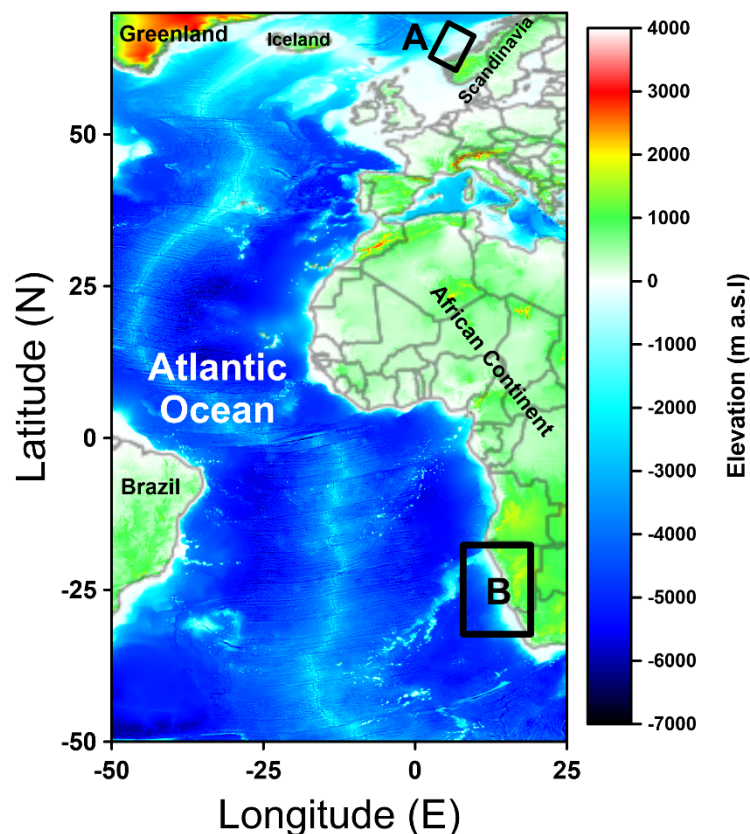 Greenland
Iceland
A
Scandinavia
African Continent
Atlantic
Ocean
Brazil
B
50
25
0
-25
-50
Latitude (N)
-50
-25
0
25
Longitude (E)
4000
3000
2000
1000
0
-1000
-2000
-3000
-4000
-5000
-6000
-7000
Elevation (m a.s.l)